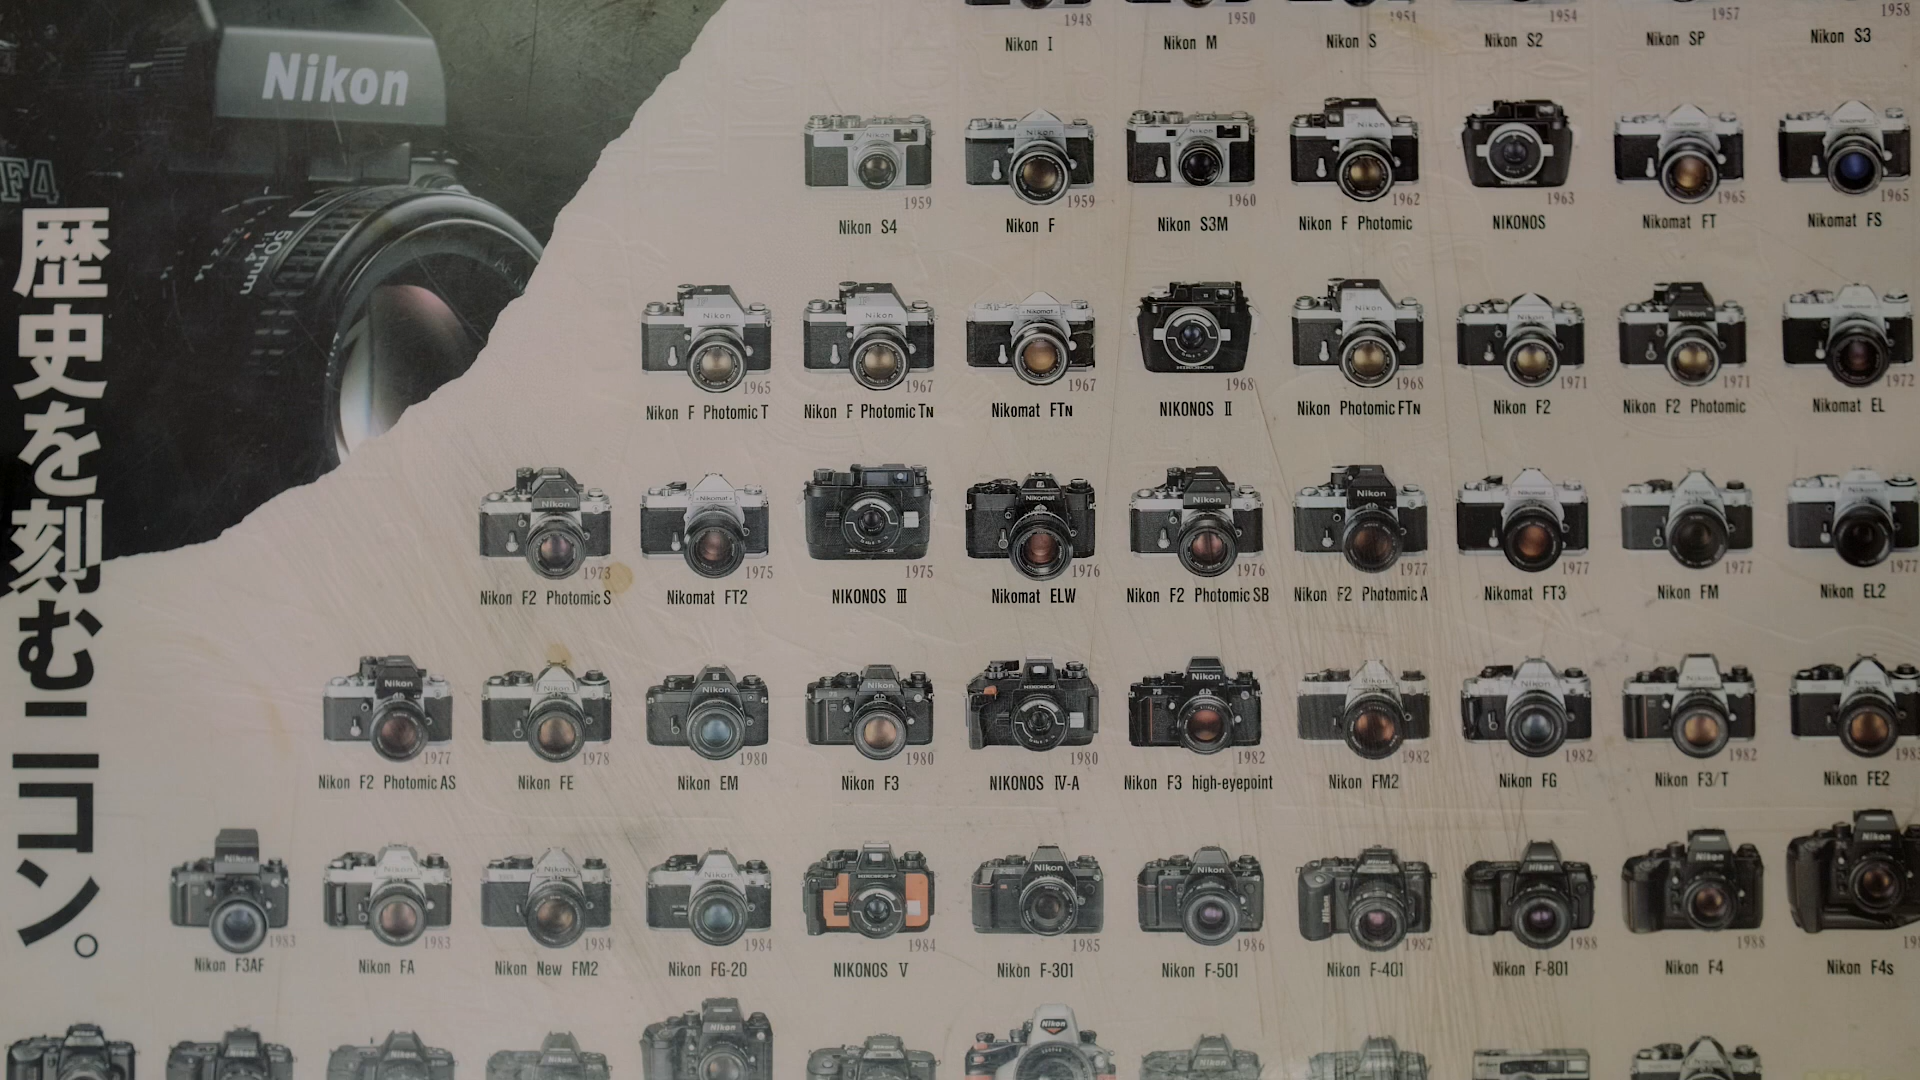 Nikon
F4
50mm
1:1.4
歴史を刻むニコン。
1948 1950 1951 1954 1957 1958
Nikon I Nikon M Nikon S Nikon S2 Nikon SP Nikon S3
1959 1959 1960 1962 1963 1965 1965
Nikon S4 Nikon F Nikon S3M Nikon F Photomic NIKONOS Nikomat FT Nikomat FS
1965 1967 1967 1968 1968 1971 1971 1972
Nikon F Photomic T Nikon F Photomic TN Nikomat FTN NIKONOS II Nikon Photomic FTN Nikon F2 Nikon F2 Photomic Nikomat EL
1973 1975 1975 1976 1976 1977 1977 1977 1977
Nikon F2 Photomic S Nikomat FT2 NIKONOS III Nikomat ELW Nikon F2 Photomic SB Nikon F2 Photomic A Nikomat FT3 Nikon FM Nikon EL2
1977 1978 1980 1980 1980 1982 1982 1982 1982
Nikon F2 Photomic AS Nikon FE Nikon EM Nikon F3 NIKONOS IV-A Nikon F3 high-eyepoint Nikon FM2 Nikon FG Nikon F3/T Nikon FE2
1983 1983 1984 1984 1984 1985 1986 1987 1988 1988
Nikon F3AF Nikon FA Nikon New FM2 Nikon FG-20 NIKONOS V Nikon F-301 Nikon F-501 Nikon F-401 Nikon F-801 Nikon F4 Nikon F4s